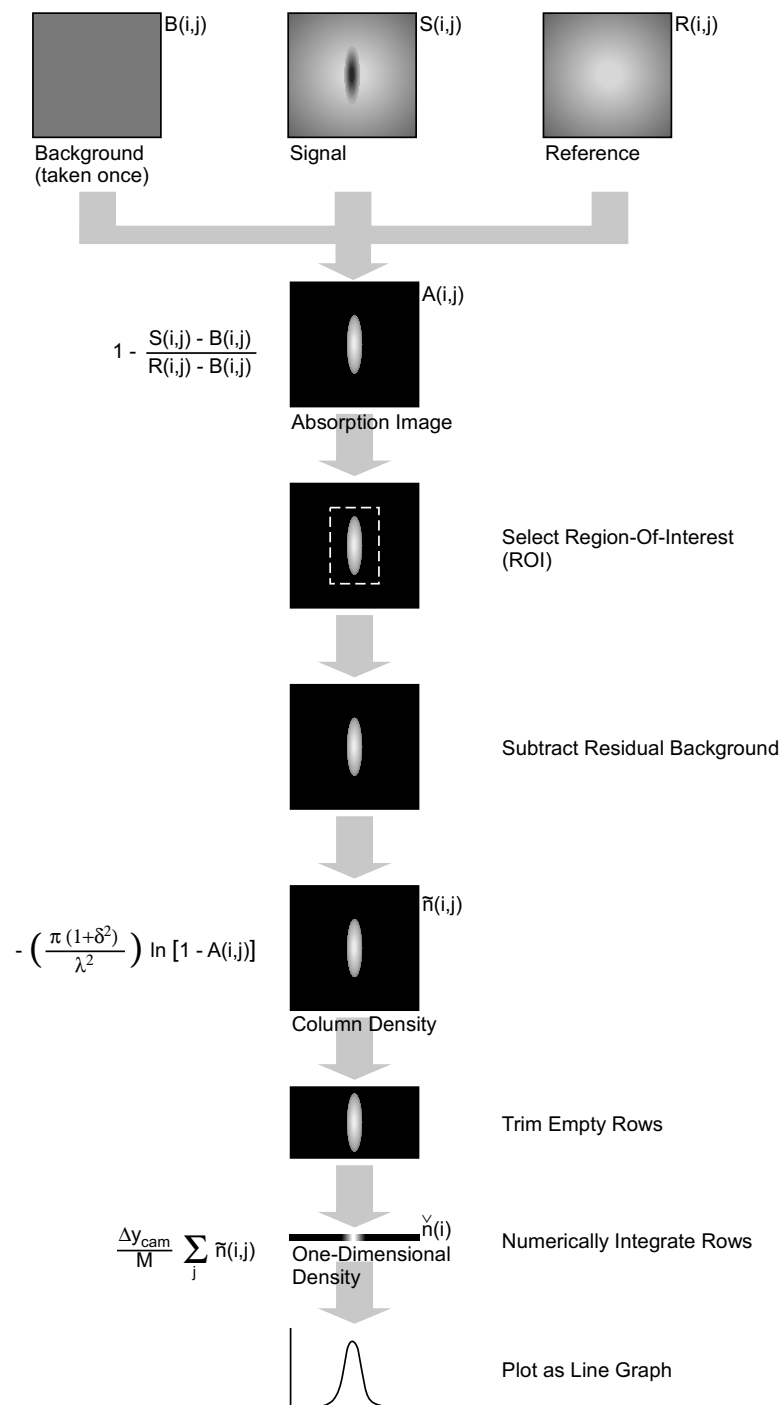 B(i,j)
S(i,j)
R(i,j)
Background
(taken once)
Signal
Reference
A(i,j)
1 - S(i,j) - B(i,j)
R(i,j) - B(i,j)
Absorption Image
Select Region-Of-Interest
(ROI)
Subtract Residual Background
ñ(i,j)
- ( π (1+δ²) / λ² ) ln [1 - A(i,j)]
Column Density
Trim Empty Rows
ň(i)
Δy_cam / M ∑_j ñ(i,j)
One-Dimensional
Density
Numerically Integrate Rows
Plot as Line Graph